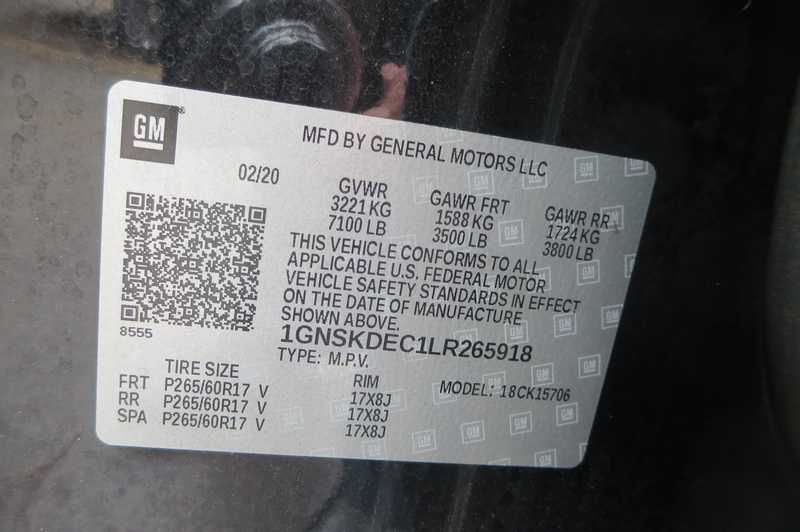 GM
MFD BY GENERAL MOTORS LLC
02/20
GVWR GAWR FRT GAWR RR
3221 KG 1588 KG 1724 KG
7100 LB 3500 LB 3800 LB
THIS VEHICLE CONFORMS TO ALL
APPLICABLE U.S. FEDERAL MOTOR
VEHICLE SAFETY STANDARDS IN EFFECT
ON THE DATE OF MANUFACTURE
SHOWN ABOVE.
8555
1GNSKDEC1LR265918
TYPE: M.P.V.
TIRE SIZE RIM MODEL: 18CK15706
FRT P265/60R17 V 17X8J
RR P265/60R17 V 17X8J
SPA P265/60R17 V 17X8J